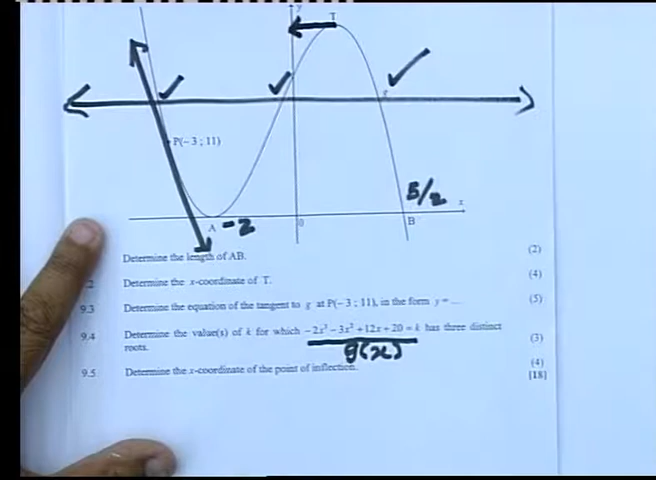 y
T
g
P(-3 ; 11)
5/2
x
A -2 0 B
Determine the length of AB. (2)
2 Determine the x-coordinate of T. (4)
9.3 Determine the equation of the tangent to g at P(-3 ; 11), in the form y = ... (5)
9.4 Determine the value(s) of k for which -2x³ - 3x² + 12x + 20 = k has three distinct
roots. (3)
g(x)
9.5 Determine the x-coordinate of the point of inflection. (4)
[18]